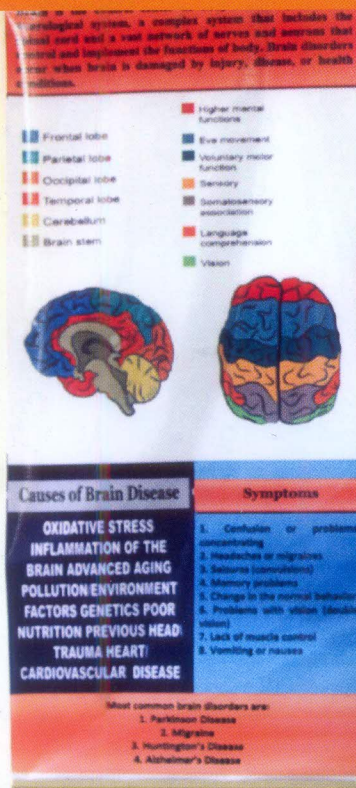 Brain is the
neurological system, a complex system that includes the
spinal cord and a vast network of nerves and neurons that
control and implement the functions of body. Brain disorders
occur when brain is damaged by injury, disease, or health
conditions.
Frontal lobe
Parietal lobe
Occipital lobe
Temporal lobe
Cerebellum
Brain stem
Higher mental
functions
Eye movement
Voluntary motor
function
Sensory
Somatosensory
association
Language
comprehension
Vision
Causes of Brain Disease
OXIDATIVE STRESS
INFLAMMATION OF THE
BRAIN ADVANCED AGING
POLLUTION ENVIRONMENT
FACTORS GENETICS POOR
NUTRITION PREVIOUS HEAD
TRAUMA HEART
CARDIOVASCULAR DISEASE
Symptoms
1. Confusion or problems
concentrating
2. Headaches or migraines
3. Seizures (convulsions)
4. Memory problems
5. Change in the normal behavior
6. Problems with vision (double
vision)
7. Lack of muscle control
8. Vomiting or nausea
Most common brain disorders are:
1. Parkinson Disease
2. Migraine
3. Huntington's Disease
4. Alzheimer's Disease